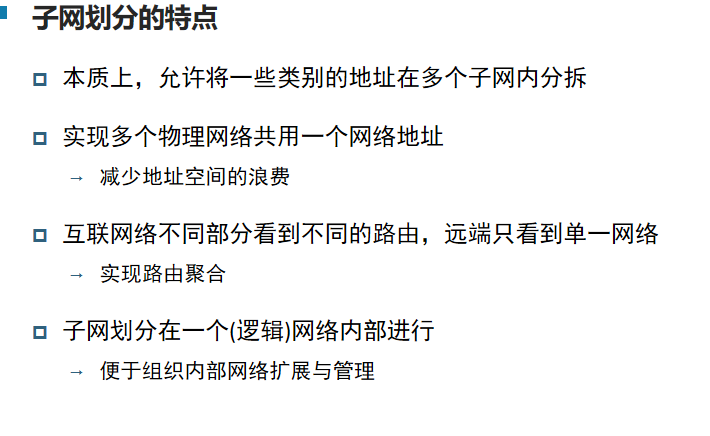 子网划分的特点
本质上，允许将一些类别的地址在多个子网内分拆
实现多个物理网络共用一个网络地址
→ 减少地址空间的浪费
互联网络不同部分看到不同的路由，远端只看到单一网络
→ 实现路由聚合
子网划分在一个(逻辑)网络内部进行
→ 便于组织内部网络扩展与管理